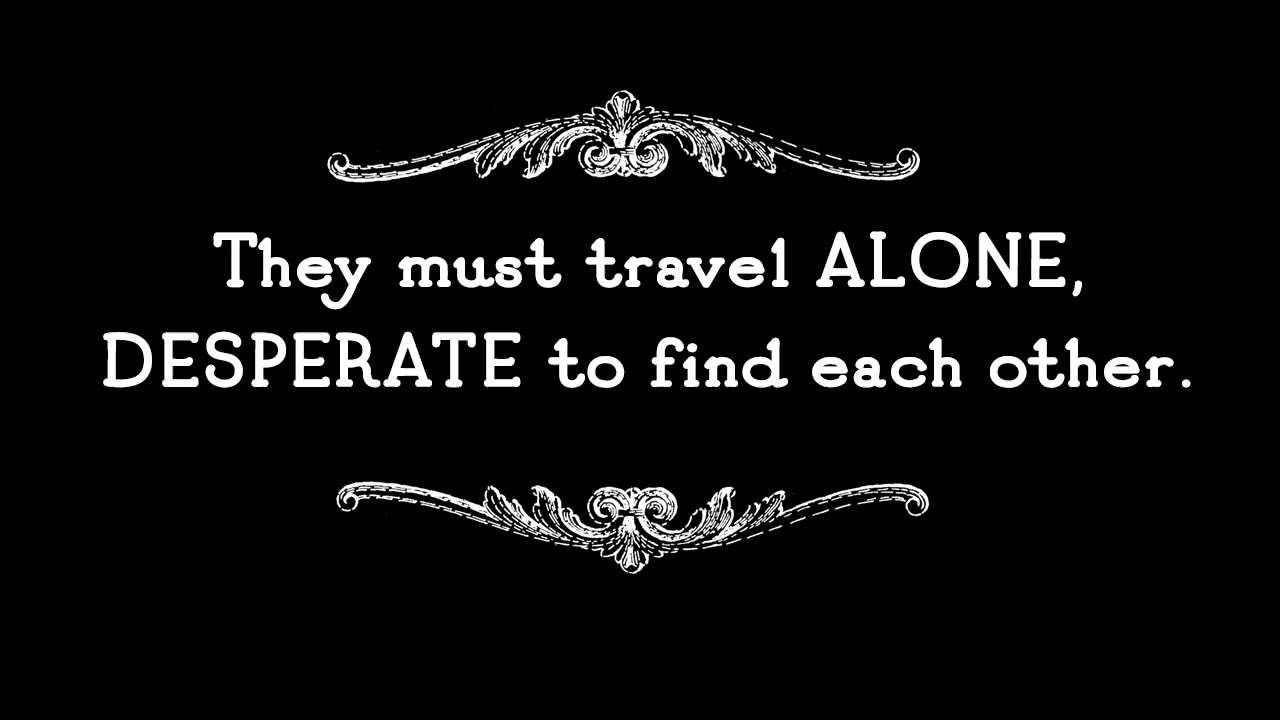 They must travel ALONE,
DESPERATE to find each other.